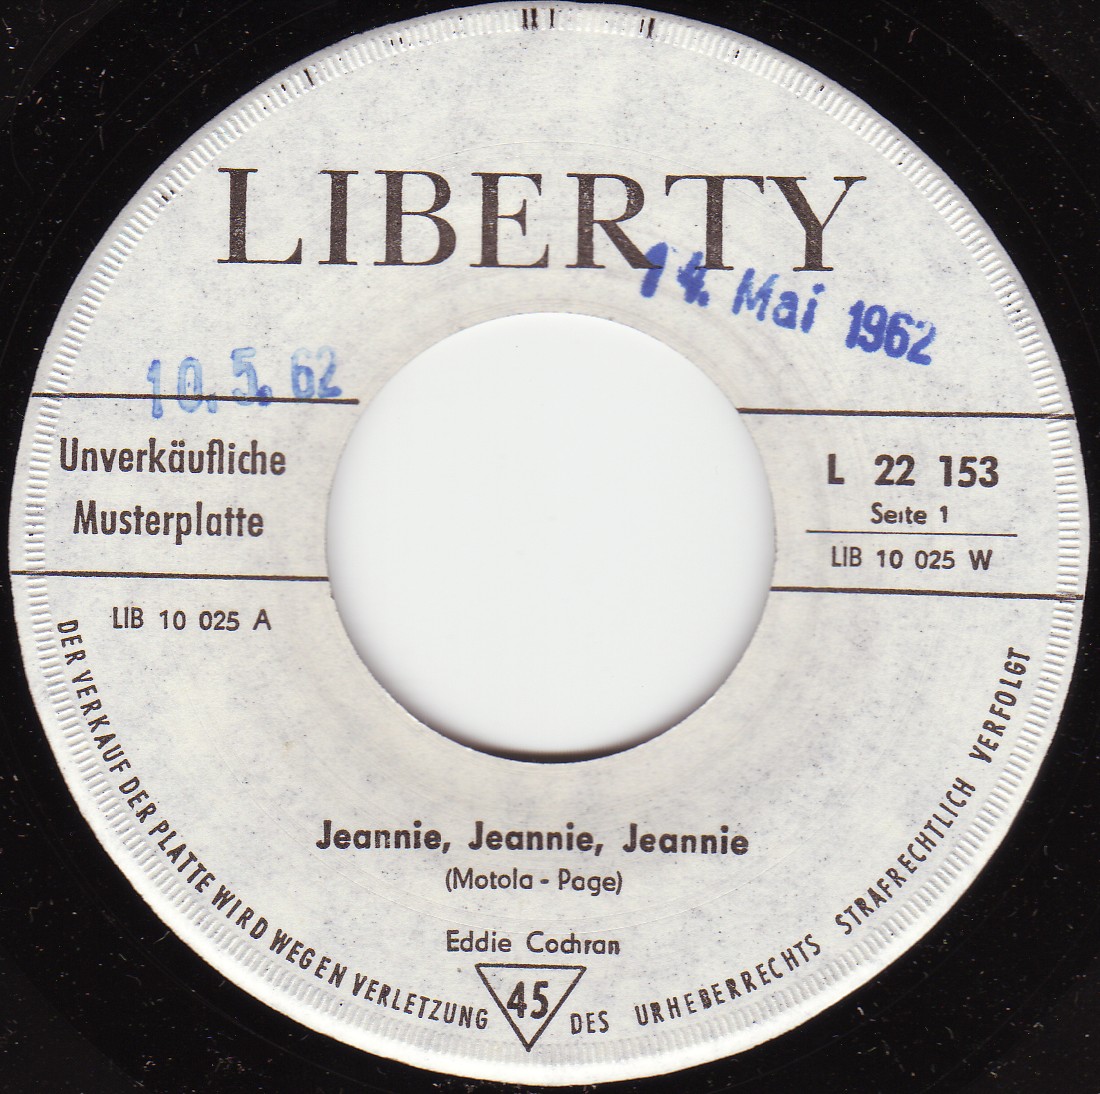 LIBERTY
14. Mai 1962
10. 5. 62
Unverkäufliche
Musterplatte
L 22 153
Seite 1
LIB 10 025 W
LIB 10 025 A
Jeannie, Jeannie, Jeannie
(Motola - Page)
Eddie Cochran
45
DER VERKAUF DER PLATTE WIRD WEGEN VERLETZUNG DES URHEBERRECHTS STRAFRECHTLICH VERFOLGT